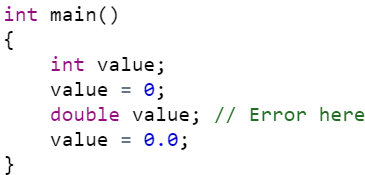 int main()
{
    int value;
    value = 0;
    double value; // Error here
    value = 0.0;
}